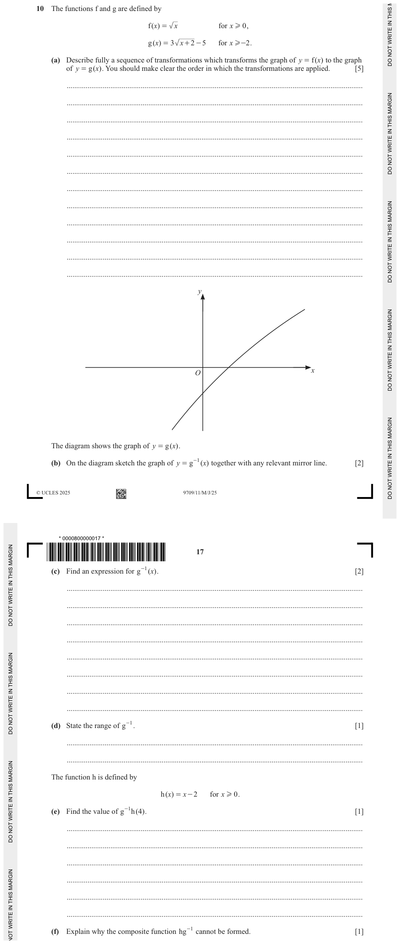 10 The functions f and g are defined by
f(x) = √x for x ⩾ 0,
g(x) = 3√(x+2) − 5 for x ⩾ −2.
(a) Describe fully a sequence of transformations which transforms the graph of y = f(x) to the graph
of y = g(x). You should make clear the order in which the transformations are applied. [5]
y
O
x
The diagram shows the graph of y = g(x).
(b) On the diagram sketch the graph of y = g⁻¹(x) together with any relevant mirror line. [2]
© UCLES 2025 9709/11/M/J/25
DO NOT WRITE IN THIS MARGIN
DO NOT WRITE IN THIS MARGIN
DO NOT WRITE IN THIS MARGIN
DO NOT WRITE IN THIS MARGIN
DO NOT WRITE IN THIS MARGIN
* 0000800000017 *
17
(c) Find an expression for g⁻¹(x). [2]
(d) State the range of g⁻¹. [1]
The function h is defined by
h(x) = x − 2 for x ⩾ 0.
(e) Find the value of g⁻¹h(4). [1]
(f) Explain why the composite function hg⁻¹ cannot be formed. [1]
DO NOT WRITE IN THIS MARGIN
DO NOT WRITE IN THIS MARGIN
DO NOT WRITE IN THIS MARGIN
OT WRITE IN THIS MARGIN